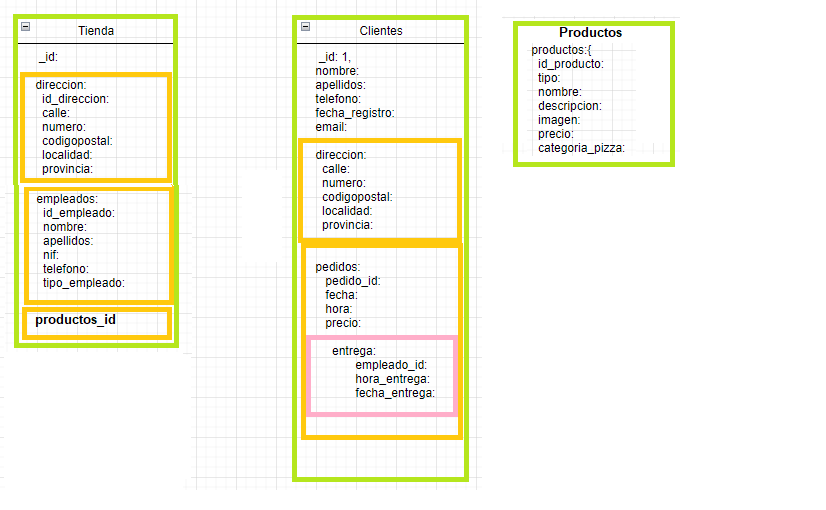 Tienda
_id:
direccion:
id_direccion:
calle:
numero:
codigopostal:
localidad:
provincia:
empleados:
id_empleado:
nombre:
apellidos:
nif:
telefono:
tipo_empleado:
productos_id
Clientes
_id: 1,
nombre:
apellidos:
telefono:
fecha_registro:
email:
direccion:
calle:
numero:
codigopostal:
localidad:
provincia:
pedidos:
pedido_id:
fecha:
hora:
precio:
entrega:
empleado_id:
hora_entrega:
fecha_entrega:
Productos
productos:{
id_producto:
tipo:
nombre:
descripcion:
imagen:
precio:
categoria_pizza: